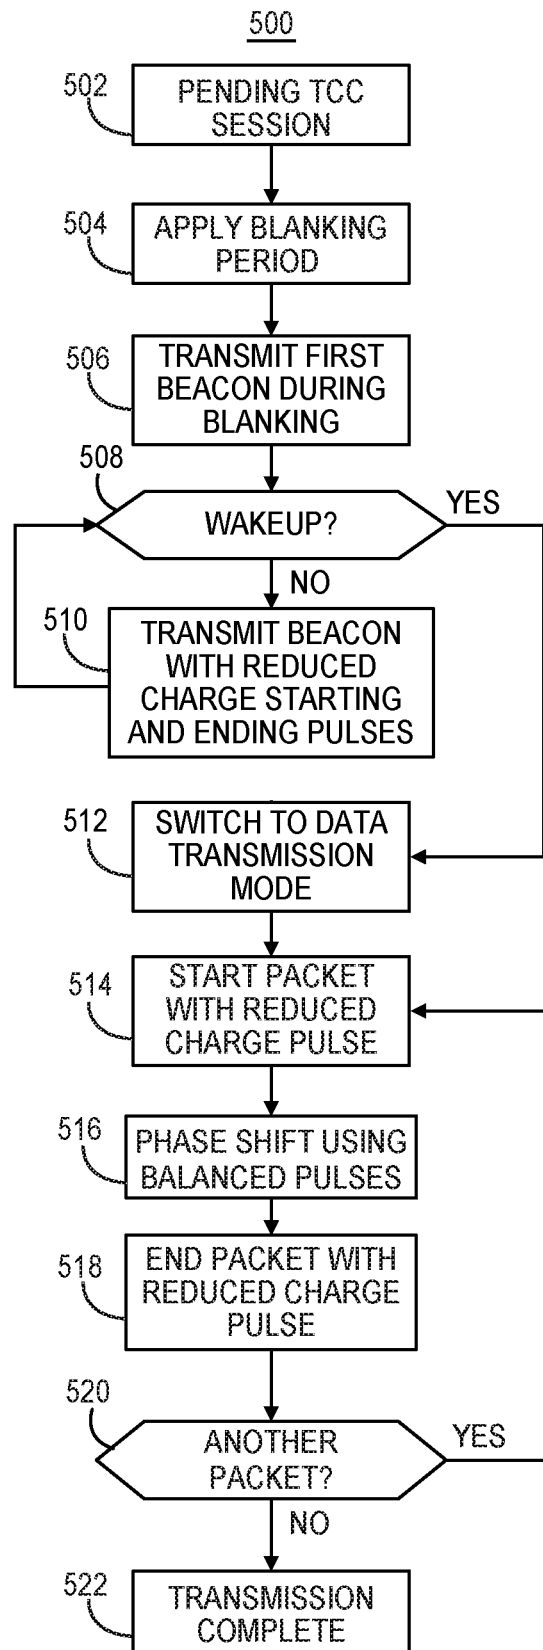 500
502
PENDING TCC
SESSION
504
APPLY BLANKING
PERIOD
506
TRANSMIT FIRST
BEACON DURING
BLANKING
508
WAKEUP?
YES
NO
510
TRANSMIT BEACON
WITH REDUCED
CHARGE STARTING
AND ENDING PULSES
512
SWITCH TO DATA
TRANSMISSION
MODE
514
START PACKET
WITH REDUCED
CHARGE PULSE
516
PHASE SHIFT USING
BALANCED PULSES
518
END PACKET WITH
REDUCED CHARGE
PULSE
520
ANOTHER
PACKET?
YES
NO
522
TRANSMISSION
COMPLETE